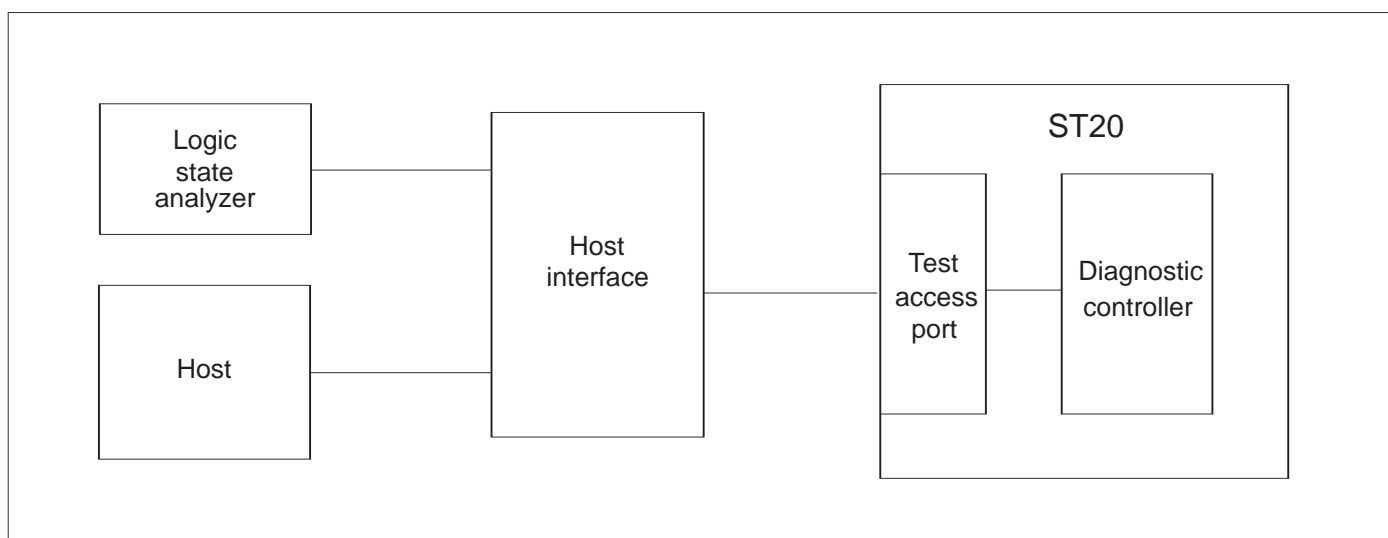 Logic
state
analyzer
Host
Host
interface
ST20
Test
access
port
Diagnostic
controller